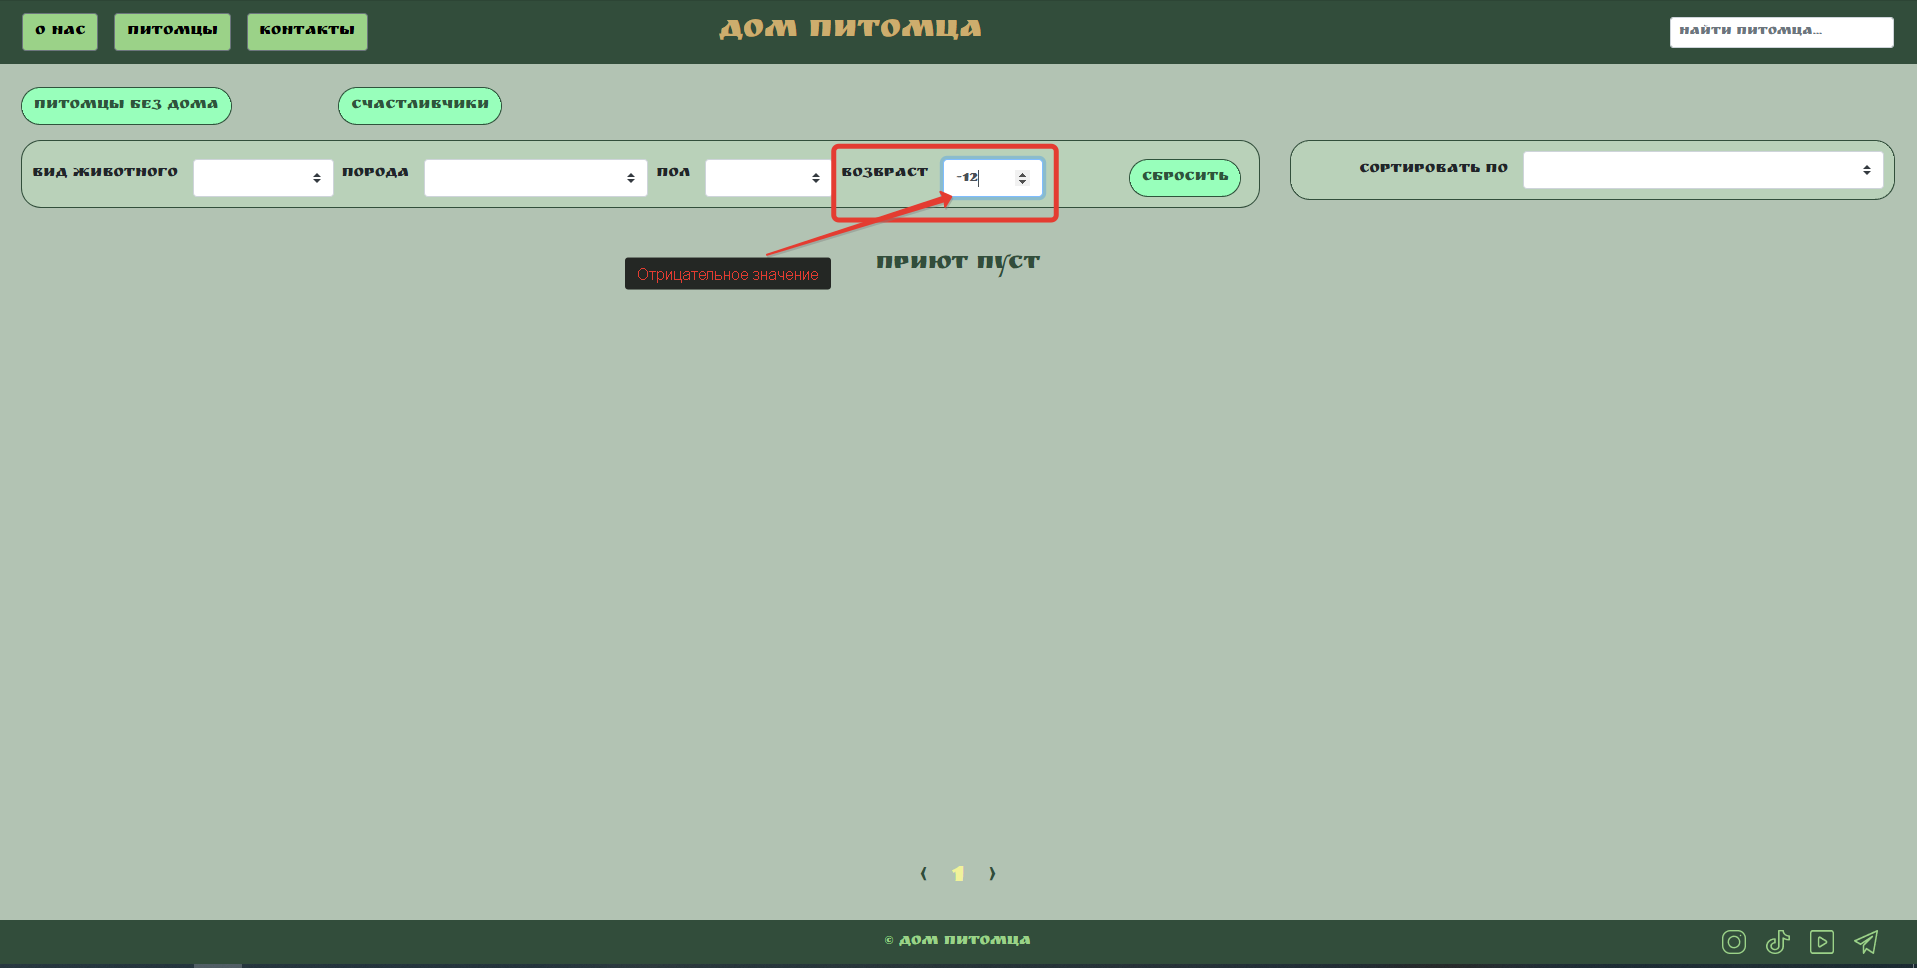 о нас
питомцы
контакты
дом питомца
найти питомца...
питомцы без дома
счастливчики
вид животного
порода
пол
возвраст
-12
сбросить
сортировать по
Отрицательное значение
приют пуст
‹ 1 ›
© дом питомца